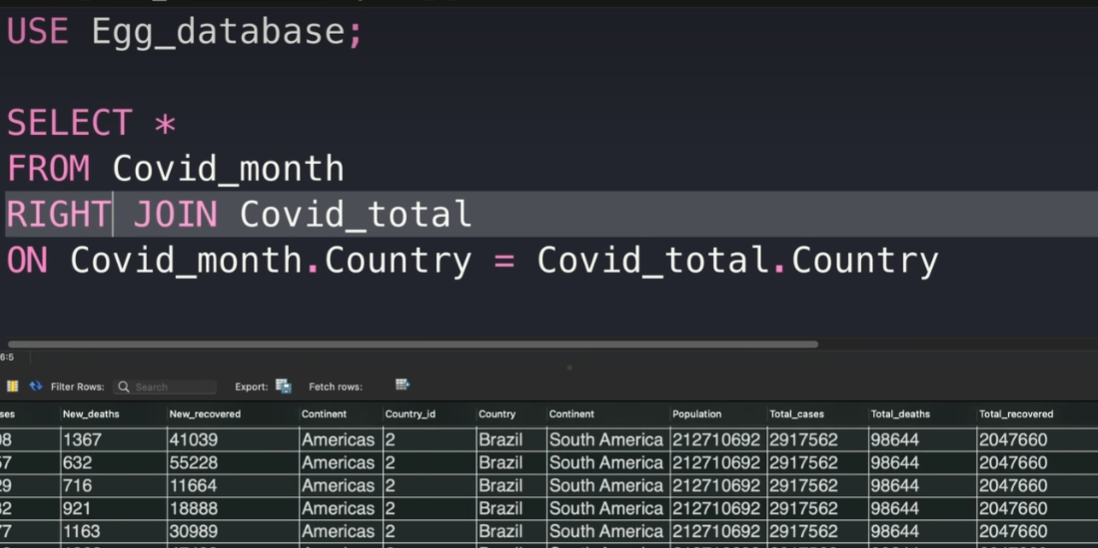 USE Egg_database;
SELECT *
FROM Covid_month
RIGHT JOIN Covid_total
ON Covid_month.Country = Covid_total.Country
6:5
Filter Rows: Search Export: Fetch rows:
ses New_deaths New_recovered Continent Country_id Country Continent Population Total_cases Total_deaths Total_recovered
08 1367 41039 Americas 2 Brazil South America 212710692 2917562 98644 2047660
57 632 55228 Americas 2 Brazil South America 212710692 2917562 98644 2047660
29 716 11664 Americas 2 Brazil South America 212710692 2917562 98644 2047660
32 921 18888 Americas 2 Brazil South America 212710692 2917562 98644 2047660
77 1163 30989 Americas 2 Brazil South America 212710692 2917562 98644 2047660